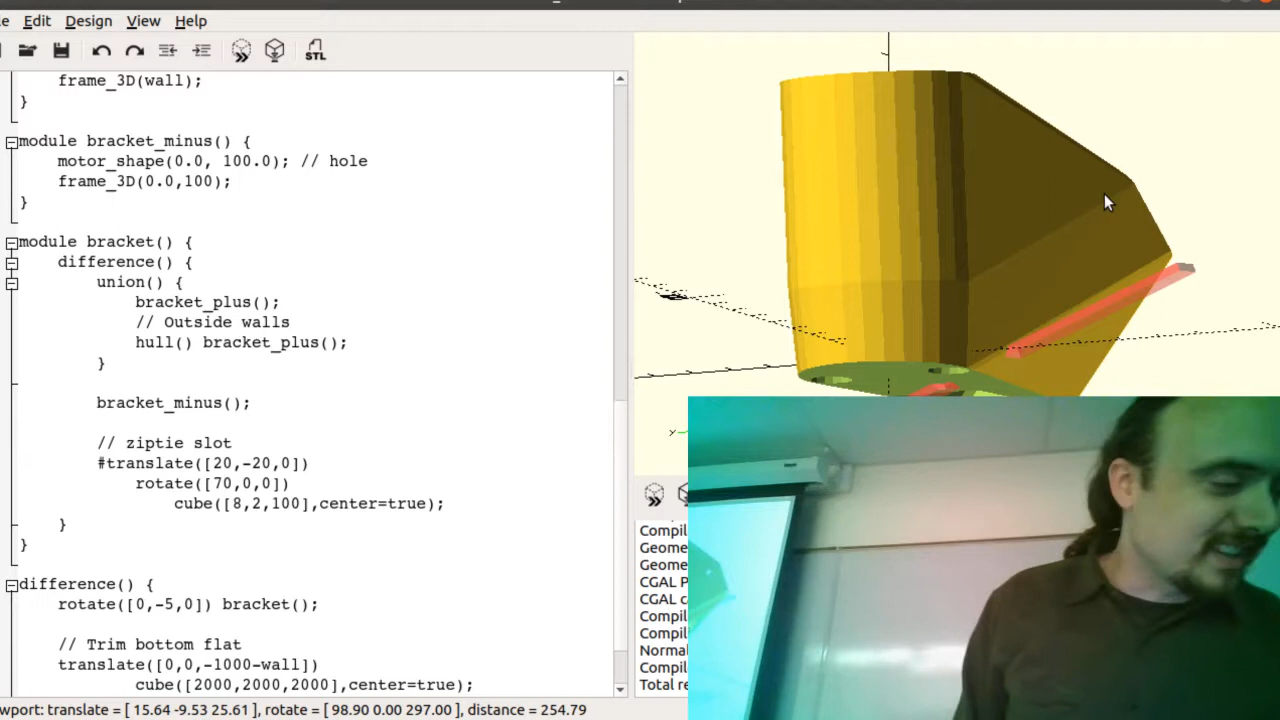 Edit Design View Help
STL
frame_3D(wall);
}
module bracket_minus() {
motor_shape(0.0, 100.0); // hole
frame_3D(0.0,100);
}
module bracket() {
difference() {
union() {
bracket_plus();
// Outside walls
hull() bracket_plus();
}
bracket_minus();
// ziptie slot
#translate([20,-20,0])
rotate([70,0,0])
cube([8,2,100],center=true);
}
}
difference() {
rotate([0,-5,0]) bracket();
// Trim bottom flat
translate([0,0,-1000-wall])
cube([2000,2000,2000],center=true);
wport: translate = [ 15.64 -9.53 25.61 ], rotate = [ 98.90 0.00 297.00 ], distance = 254.79
y
Compil
Geome
Geome
CGAL P
CGAL c
Compil
Compil
Norma
Compil
Total re